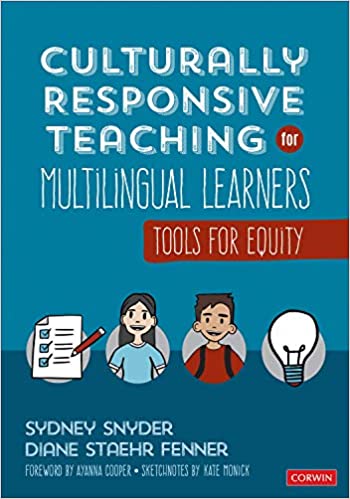 CULTURALLY
RESPONSIVE
TEACHING for
MULTILINGUAL LEARNERS
TOOLS FOR EQUITY
SYDNEY SNYDER
DIANE STAEHR FENNER
FOREWORD BY AYANNA COOPER • SKETCHNOTES BY KATE MONICK
CORWIN